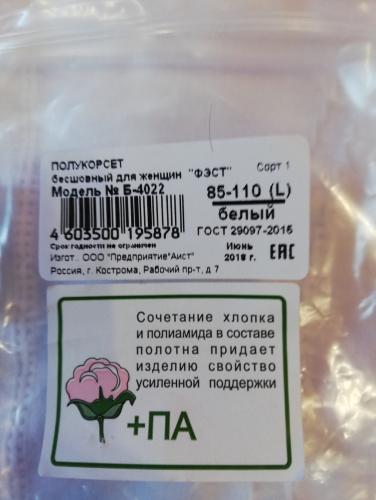 ПОЛУКОРСЕТ
бесшовный для женщин "ФЭСТ" Сорт 1
Модель № Б-4022
85-110 (L)
белый
4 603500 195878
ГОСТ 29097-2015
Срок годности не ограничен
Июнь
2018 г.
ЕАС
Изгот.. ООО "Предприятие"Аист"
Россия, г. Кострома, Рабочий пр-т, д 7
Сочетание хлопка
и полиамида в составе
полотна придает
изделию свойство
усиленной поддержки
+ПА